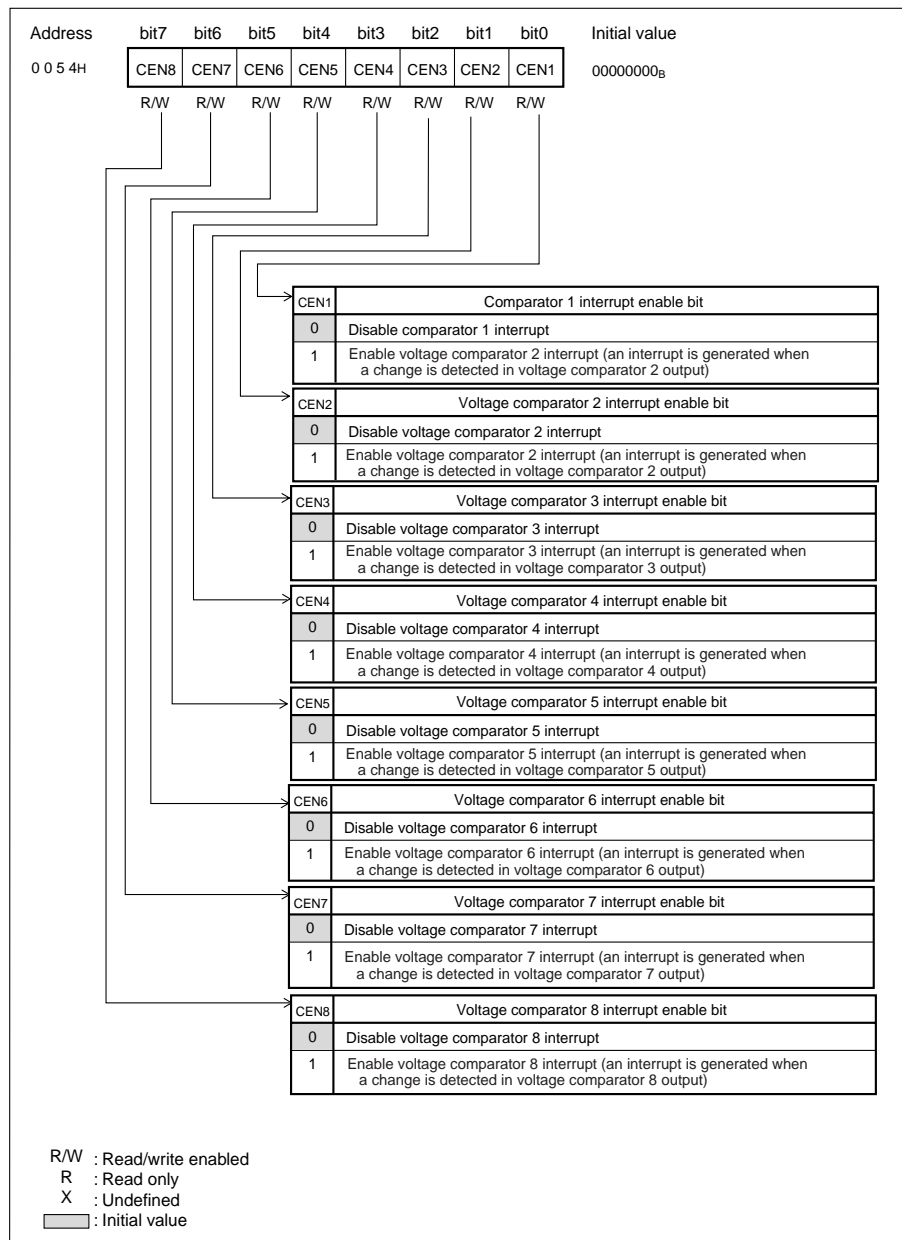 Address bit7 bit6 bit5 bit4 bit3 bit2 bit1 bit0 Initial value
0 0 5 4H CEN8 CEN7 CEN6 CEN5 CEN4 CEN3 CEN2 CEN1 00000000B
R/W R/W R/W R/W R/W R/W R/W R/W
CEN1 Comparator 1 interrupt enable bit
0 Disable comparator 1 interrupt
1 Enable voltage comparator 2 interrupt (an interrupt is generated when
a change is detected in voltage comparator 2 output)
CEN2 Voltage comparator 2 interrupt enable bit
0 Disable voltage comparator 2 interrupt
1 Enable voltage comparator 2 interrupt (an interrupt is generated when
a change is detected in voltage comparator 2 output)
CEN3 Voltage comparator 3 interrupt enable bit
0 Disable voltage comparator 3 interrupt
1 Enable voltage comparator 3 interrupt (an interrupt is generated when
a change is detected in voltage comparator 3 output)
CEN4 Voltage comparator 4 interrupt enable bit
0 Disable voltage comparator 4 interrupt
1 Enable voltage comparator 4 interrupt (an interrupt is generated when
a change is detected in voltage comparator 4 output)
CEN5 Voltage comparator 5 interrupt enable bit
0 Disable voltage comparator 5 interrupt
1 Enable voltage comparator 5 interrupt (an interrupt is generated when
a change is detected in voltage comparator 5 output)
CEN6 Voltage comparator 6 interrupt enable bit
0 Disable voltage comparator 6 interrupt
1 Enable voltage comparator 6 interrupt (an interrupt is generated when
a change is detected in voltage comparator 6 output)
CEN7 Voltage comparator 7 interrupt enable bit
0 Disable voltage comparator 7 interrupt
1 Enable voltage comparator 7 interrupt (an interrupt is generated when
a change is detected in voltage comparator 7 output)
CEN8 Voltage comparator 8 interrupt enable bit
0 Disable voltage comparator 8 interrupt
1 Enable voltage comparator 8 interrupt (an interrupt is generated when
a change is detected in voltage comparator 8 output)
R/W : Read/write enabled
R : Read only
X : Undefined
: Initial value